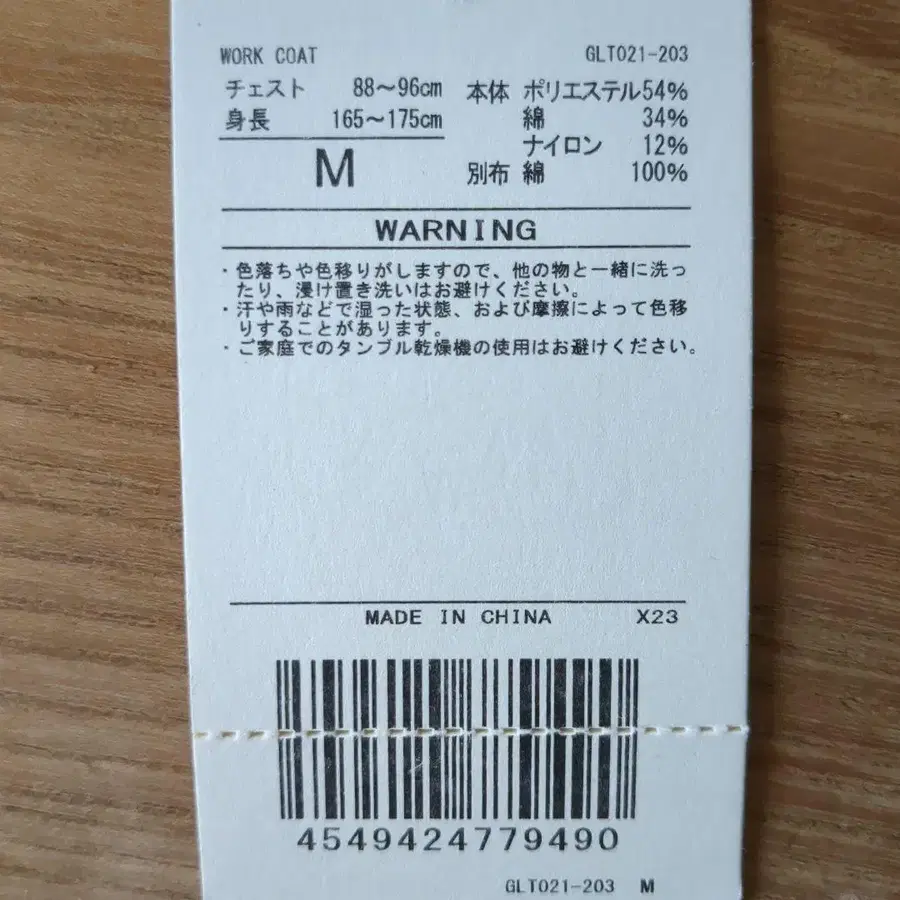 WORK COAT GLT021-203
チェスト 88～96cm
身長 165～175cm
M
本体 ポリエステル54%
綿 34%
ナイロン 12%
別布 綿 100%
WARNING
・色落ちや色移りがしますので、他の物と一緒に洗っ
たり、浸け置き洗いはお避けください。
・汗や雨などで湿った状態、および摩擦によって色移
りすることがあります。
・ご家庭でのタンブル乾燥機の使用はお避けください。
MADE IN CHINA X23
4549424779490
GLT021-203 M